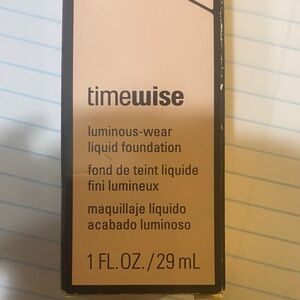 timewise
luminous-wear
liquid foundation
fond de teint liquide
fini lumineux
maquillaje líquido
acabado luminoso
1 FL.OZ./29 mL